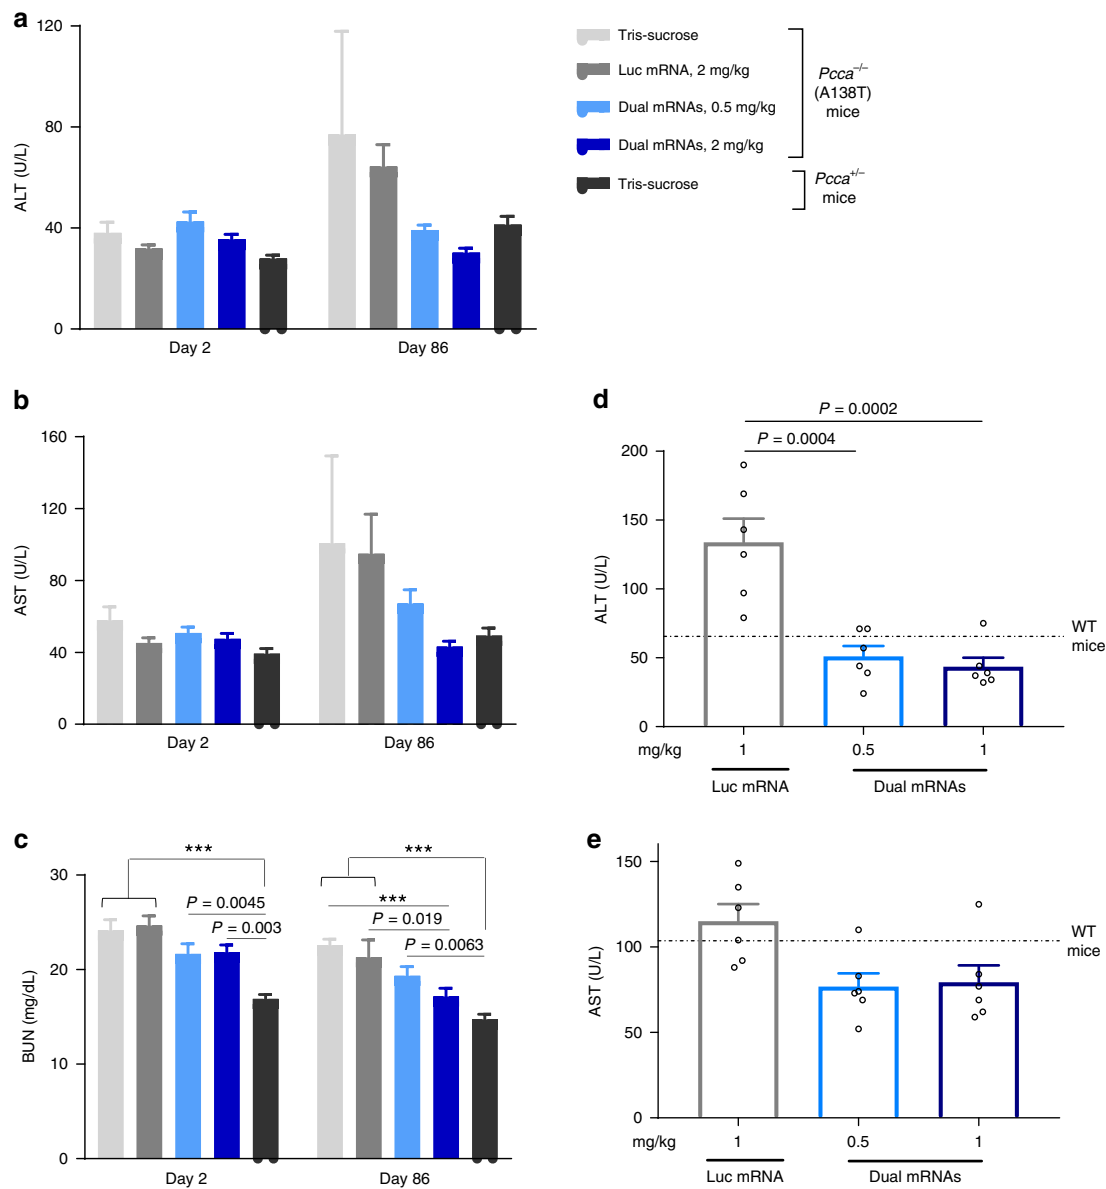 a
120
80
40
0
ALT (U/L)
Day 2
Day 86
Tris-sucrose
Luc mRNA, 2 mg/kg
Dual mRNAs, 0.5 mg/kg
Dual mRNAs, 2 mg/kg
Tris-sucrose
Pcca–/–
(A138T)
mice
Pcca+/–
mice
b
160
120
80
40
0
AST (U/L)
Day 2
Day 86
c
30
20
10
0
BUN (mg/dL)
***
P = 0.0045
P = 0.003
***
***
P = 0.019
P = 0.0063
Day 2
Day 86
d
P = 0.0002
P = 0.0004
200
150
100
50
0
ALT (U/L)
WT
mice
mg/kg 1 0.5 1
Luc mRNA Dual mRNAs
e
150
100
50
0
AST (U/L)
WT
mice
mg/kg 1 0.5 1
Luc mRNA Dual mRNAs